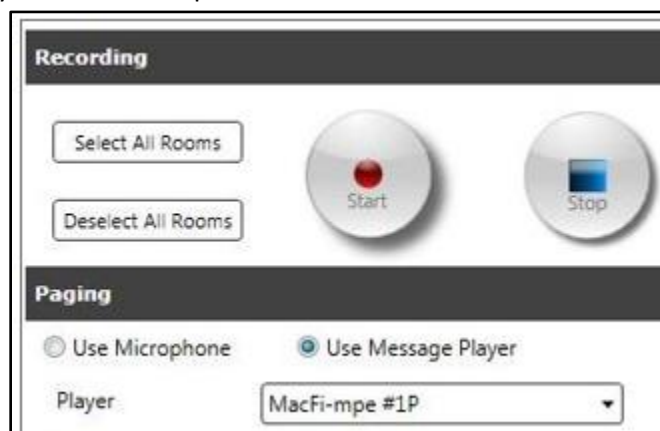 Recording
Select All Rooms
Start
Stop
Deselect All Rooms
Paging
Use Microphone
Use Message Player
Player
MacFi-mpe #1P